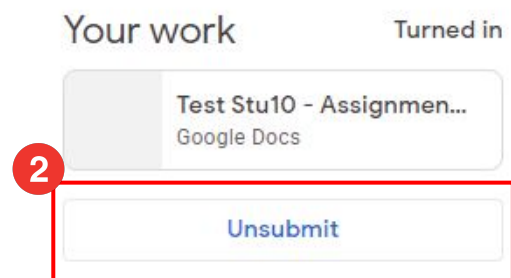 Your work Turned in
Test Stu10 - Assignmen...
Google Docs
2
Unsubmit